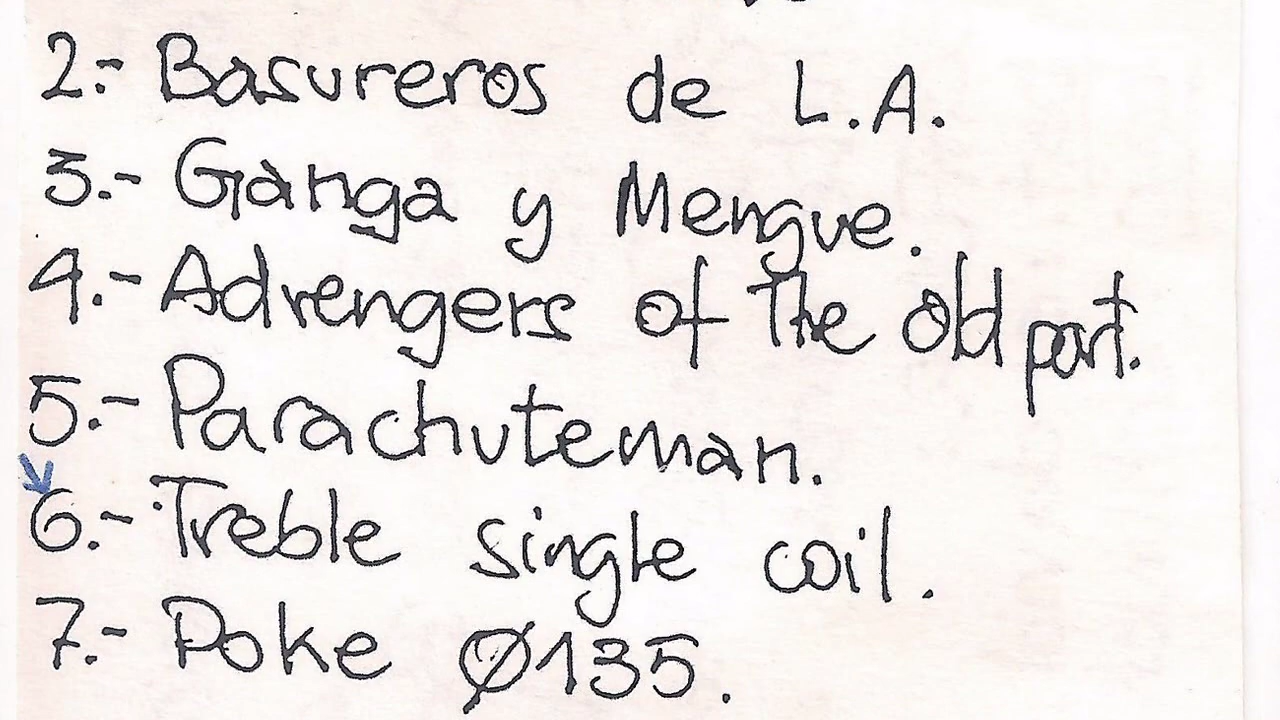 2.- Basureros de L.A.
3.- Ganga y Mengue.
4.- Advengers of the old port.
5.- Parachuteman.
6.- Treble single coil.
7.- Poke Ø135.